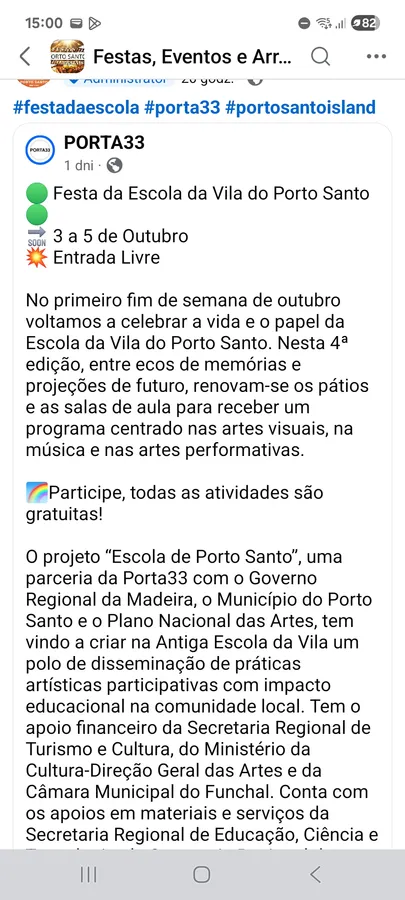 15:00
82
PORTO SANTO
Festas, Eventos e Arr...
Administrator 20 godz.
#festadaescola #porta33 #portosantoisland
PORTA33
PORTA33
1 dni ·
Festa da Escola da Vila do Porto Santo
SOON 3 a 5 de Outubro
Entrada Livre
No primeiro fim de semana de outubro
voltamos a celebrar a vida e o papel da
Escola da Vila do Porto Santo. Nesta 4ª
edição, entre ecos de memórias e
projeções de futuro, renovam-se os pátios
e as salas de aula para receber um
programa centrado nas artes visuais, na
música e nas artes performativas.
Participe, todas as atividades são
gratuitas!
O projeto “Escola de Porto Santo”, uma
parceria da Porta33 com o Governo
Regional da Madeira, o Município do Porto
Santo e o Plano Nacional das Artes, tem
vindo a criar na Antiga Escola da Vila um
polo de disseminação de práticas
artísticas participativas com impacto
educacional na comunidade local. Tem o
apoio financeiro da Secretaria Regional de
Turismo e Cultura, do Ministério da
Cultura-Direção Geral das Artes e da
Câmara Municipal do Funchal. Conta com
os apoios em materiais e serviços da
Secretaria Regional de Educação, Ciência e